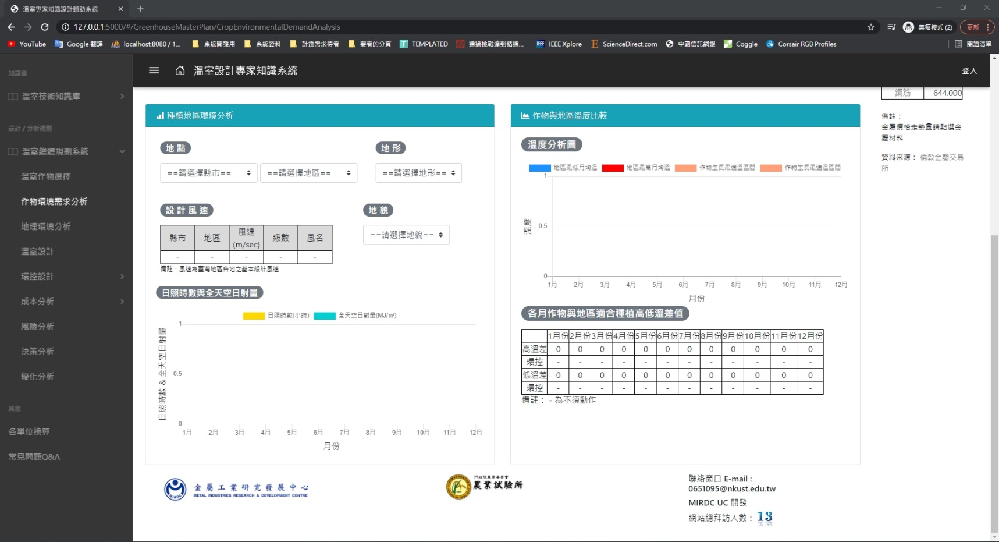 溫室專家知識設計輔助系統
127.0.0.1:5000/#/GreenhouseMasterPlan/CropEnvironmentalDemandAnalysis
無痕模式 (2)
更新
YouTube
Google 翻譯
localhost:8080 / 1...
系統開發用
系統資料
計畫需求待看
要看的分頁
TEMPLATED
通過挑戰達到精通...
IEEE Xplore
ScienceDirect.com
中國信託網銀
Coggle
Corsair RGB Profiles
閱讀清單
知識庫
溫室技術知識庫
設計 / 分析規劃
溫室總體規劃系統
溫室作物選擇
作物環境需求分析
地理環境分析
溫室設計
環控設計
成本分析
風險分析
決策分析
優化分析
其他
各單位換算
常見問題Q&A
溫室設計專家知識系統
登入
種植地區環境分析
地 點
地 形
==請選擇縣市==
==請選擇地區==
==請選擇地形==
設 計 風 速
地 貌
縣市 地區 風速 (m/sec) 級數 風名
- - - - -
==請選擇地貌==
備註：風速為臺灣地區各地之基本設計風速
日照時數與全天空日射量
日照時數(小時) 全天空日射量(MJ/㎡)
日照時數 & 全天空日射量
1
0.5
0
1月 2月 3月 4月 5月 6月 7月 8月 9月 10月 11月 12月
月份
作物與地區溫度比較
溫度分析圖
地區最低月均溫 地區最高月均溫 作物生長最適溫區間 作物生長最適溫區間
溫度
1
0.5
0
1月 2月 3月 4月 5月 6月 7月 8月 9月 10月 11月 12月
月份
各月作物與地區適合種植高低溫差值
1月份 2月份 3月份 4月份 5月份 6月份 7月份 8月份 9月份 10月份 11月份 12月份
高溫差 0 0 0 0 0 0 0 0 0 0 0 0
環控 - - - - - - - - - - - -
低溫差 0 0 0 0 0 0 0 0 0 0 0 0
環控 - - - - - - - - - - - -
備註： - 為不須動作
鋼筋 644.000
備註：
金屬價格走勢圖請點選金
屬材料
資料來源： 倫敦金屬交易
所
MIRDC
金屬工業研究發展中心
METAL INDUSTRIES RESEARCH & DEVELOPMENT CENTRE
行政院農業委員會
農業試驗所
聯絡窗口 E-mail :
0651095@nkust.edu.tw
MIRDC UC 開發
網站總拜訪人數： 13